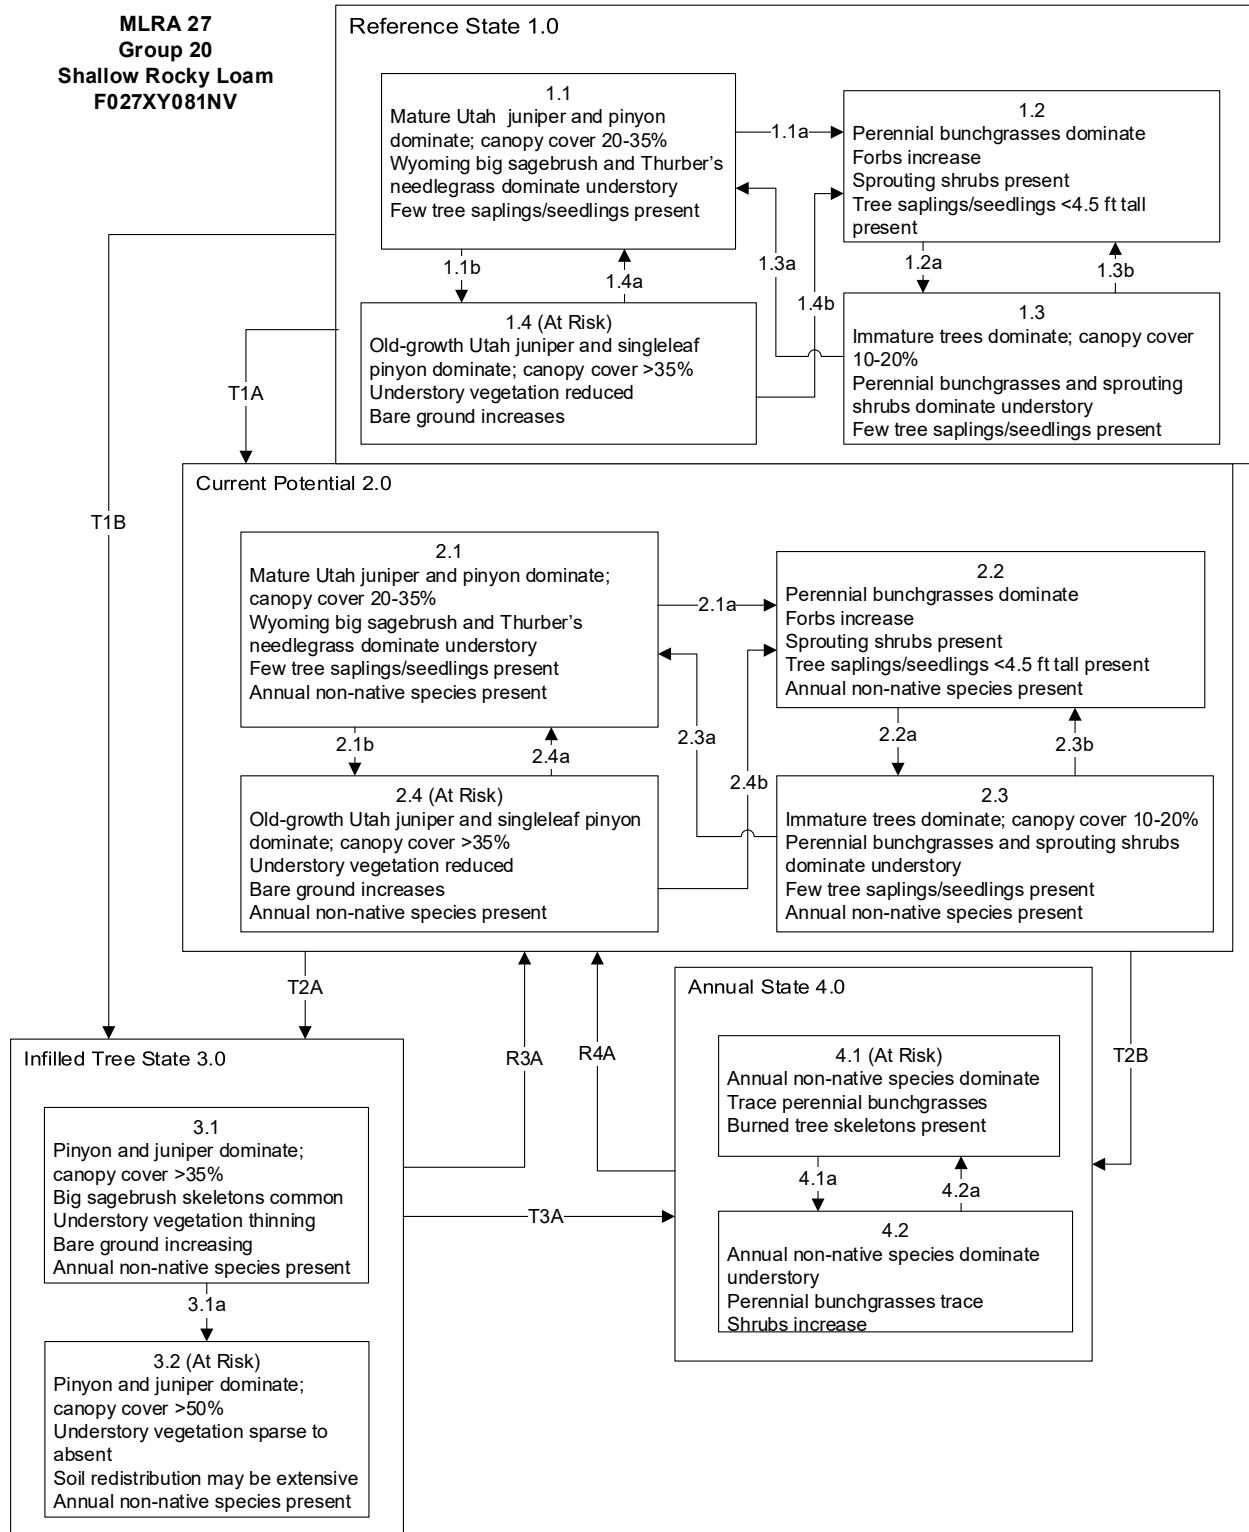 MLRA 27
Group 20
Shallow Rocky Loam
F027XY081NV
Reference State 1.0
1.1
Mature Utah juniper and pinyon
dominate; canopy cover 20-35%
Wyoming big sagebrush and Thurber's
needlegrass dominate understory
Few tree saplings/seedlings present
1.1a
1.2
Perennial bunchgrasses dominate
Forbs increase
Sprouting shrubs present
Tree saplings/seedlings <4.5 ft tall
present
1.1b
1.4a
1.3a
1.4b
1.2a
1.3b
1.4 (At Risk)
Old-growth Utah juniper and singleleaf
pinyon dominate; canopy cover >35%
Understory vegetation reduced
Bare ground increases
1.3
Immature trees dominate; canopy cover
10-20%
Perennial bunchgrasses and sprouting
shrubs dominate understory
Few tree saplings/seedlings present
T1A
T1B
Current Potential 2.0
2.1
Mature Utah juniper and pinyon dominate;
canopy cover 20-35%
Wyoming big sagebrush and Thurber's
needlegrass dominate understory
Few tree saplings/seedlings present
Annual non-native species present
2.1a
2.2
Perennial bunchgrasses dominate
Forbs increase
Sprouting shrubs present
Tree saplings/seedlings <4.5 ft tall present
Annual non-native species present
2.1b
2.4a
2.3a
2.4b
2.2a
2.3b
2.4 (At Risk)
Old-growth Utah juniper and singleleaf pinyon
dominate; canopy cover >35%
Understory vegetation reduced
Bare ground increases
Annual non-native species present
2.3
Immature trees dominate; canopy cover 10-20%
Perennial bunchgrasses and sprouting shrubs
dominate understory
Few tree saplings/seedlings present
Annual non-native species present
T2A
R3A
R4A
T2B
Infilled Tree State 3.0
3.1
Pinyon and juniper dominate;
canopy cover >35%
Big sagebrush skeletons common
Understory vegetation thinning
Bare ground increasing
Annual non-native species present
3.1a
3.2 (At Risk)
Pinyon and juniper dominate;
canopy cover >50%
Understory vegetation sparse to
absent
Soil redistribution may be extensive
Annual non-native species present
T3A
Annual State 4.0
4.1 (At Risk)
Annual non-native species dominate
Trace perennial bunchgrasses
Burned tree skeletons present
4.1a
4.2a
4.2
Annual non-native species dominate
understory
Perennial bunchgrasses trace
Shrubs increase